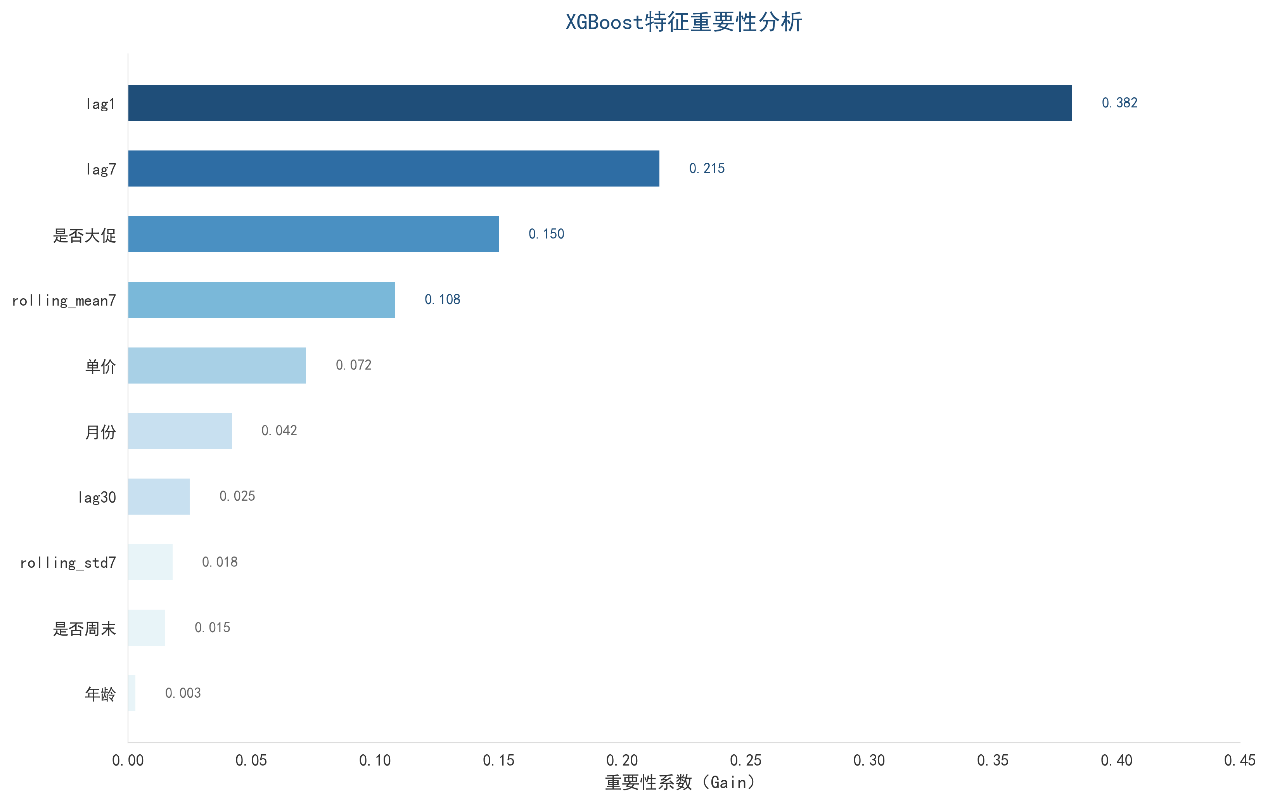 XGBoost特征重要性分析
lag1 0.382
lag7 0.215
是否大促 0.150
rolling_mean7 0.108
单价 0.072
月份 0.042
lag30 0.025
rolling_std7 0.018
是否周末 0.015
年龄 0.003
0.00 0.05 0.10 0.15 0.20 0.25 0.30 0.35 0.40 0.45
重要性系数（Gain）